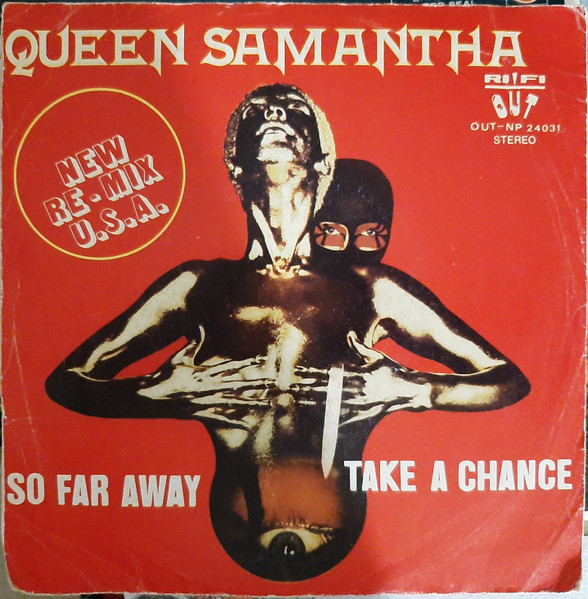 QUEEN SAMANTHA
RI/FI
OUT
OUT-NP 24031
STEREO
NEW
RE-MIX
U.S.A.
SO FAR AWAY
TAKE A CHANCE